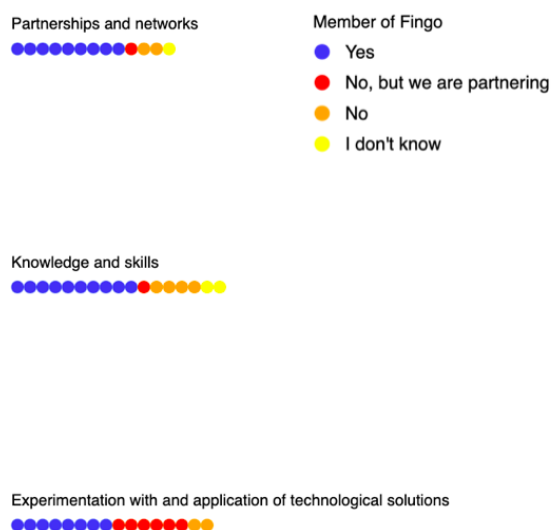 Partnerships and networks
Member of Fingo
Yes
No, but we are partnering
No
I don't know
Knowledge and skills
Experimentation with and application of technological solutions